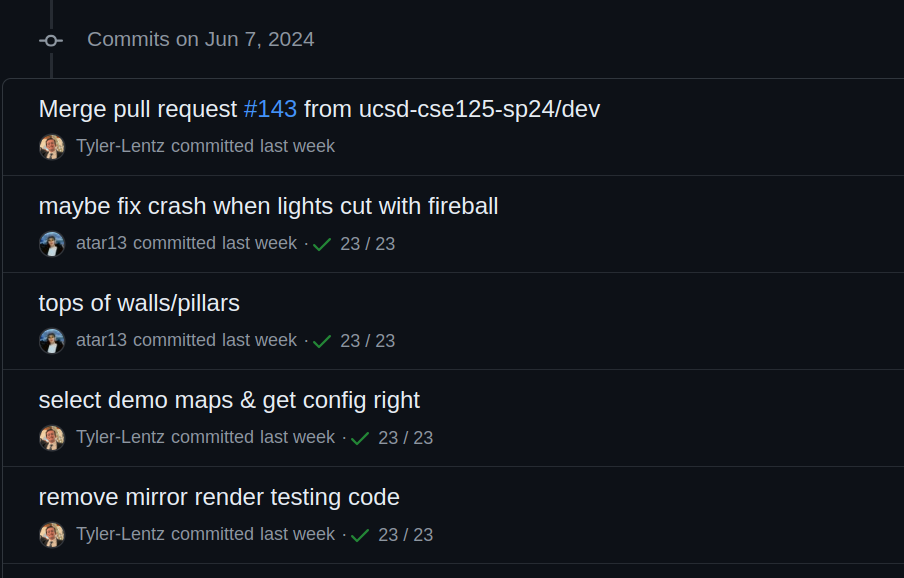 Commits on Jun 7, 2024
Merge pull request #143 from ucsd-cse125-sp24/dev
Tyler-Lentz committed last week
maybe fix crash when lights cut with fireball
atar13 committed last week · 23 / 23
tops of walls/pillars
atar13 committed last week · 23 / 23
select demo maps & get config right
Tyler-Lentz committed last week · 23 / 23
remove mirror render testing code
Tyler-Lentz committed last week · 23 / 23